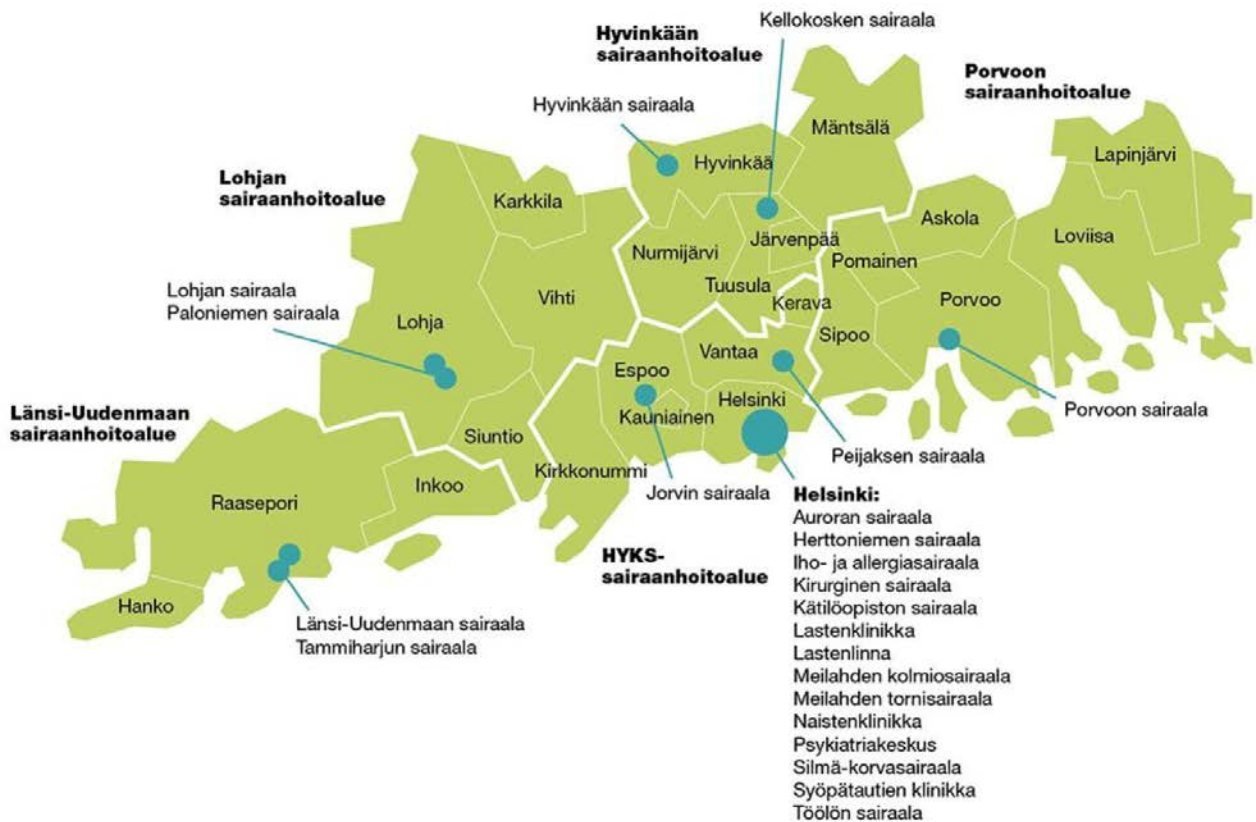 Kellokosken sairaala
Hyvinkään
sairaanhoitoalue
Porvoon
sairaanhoitoalue
Hyvinkään sairaala
Mäntsälä
Lapinjärvi
Hyvinkää
Lohjan
sairaanhoitoalue
Karkkila
Askola
Loviisa
Järvenpää
Nurmijärvi
Pornainen
Tuusula
Vihti
Kerava
Porvoo
Lohjan sairaala
Paloniemen sairaala
Lohja
Sipoo
Vantaa
Espoo
Helsinki
Kauniainen
Länsi-Uudenmaan
sairaanhoitoalue
Porvoon sairaala
Siuntio
Peijaksen sairaala
Kirkkonummi
Inkoo
Jorvin sairaala
Raasepori
HYKS-
sairaanhoitoalue
Hanko
Länsi-Uudenmaan sairaala
Tammiharjun sairaala
Helsinki:
Auroran sairaala
Herttoniemen sairaala
Iho- ja allergiasairaala
Kirurginen sairaala
Kätilöopiston sairaala
Lastenklinikka
Lastenlinna
Meilahden kolmiosairaala
Meilahden tornisairaala
Naistenklinikka
Psykiatriakeskus
Silmä-korvasairaala
Syöpätautien klinikka
Töölön sairaala